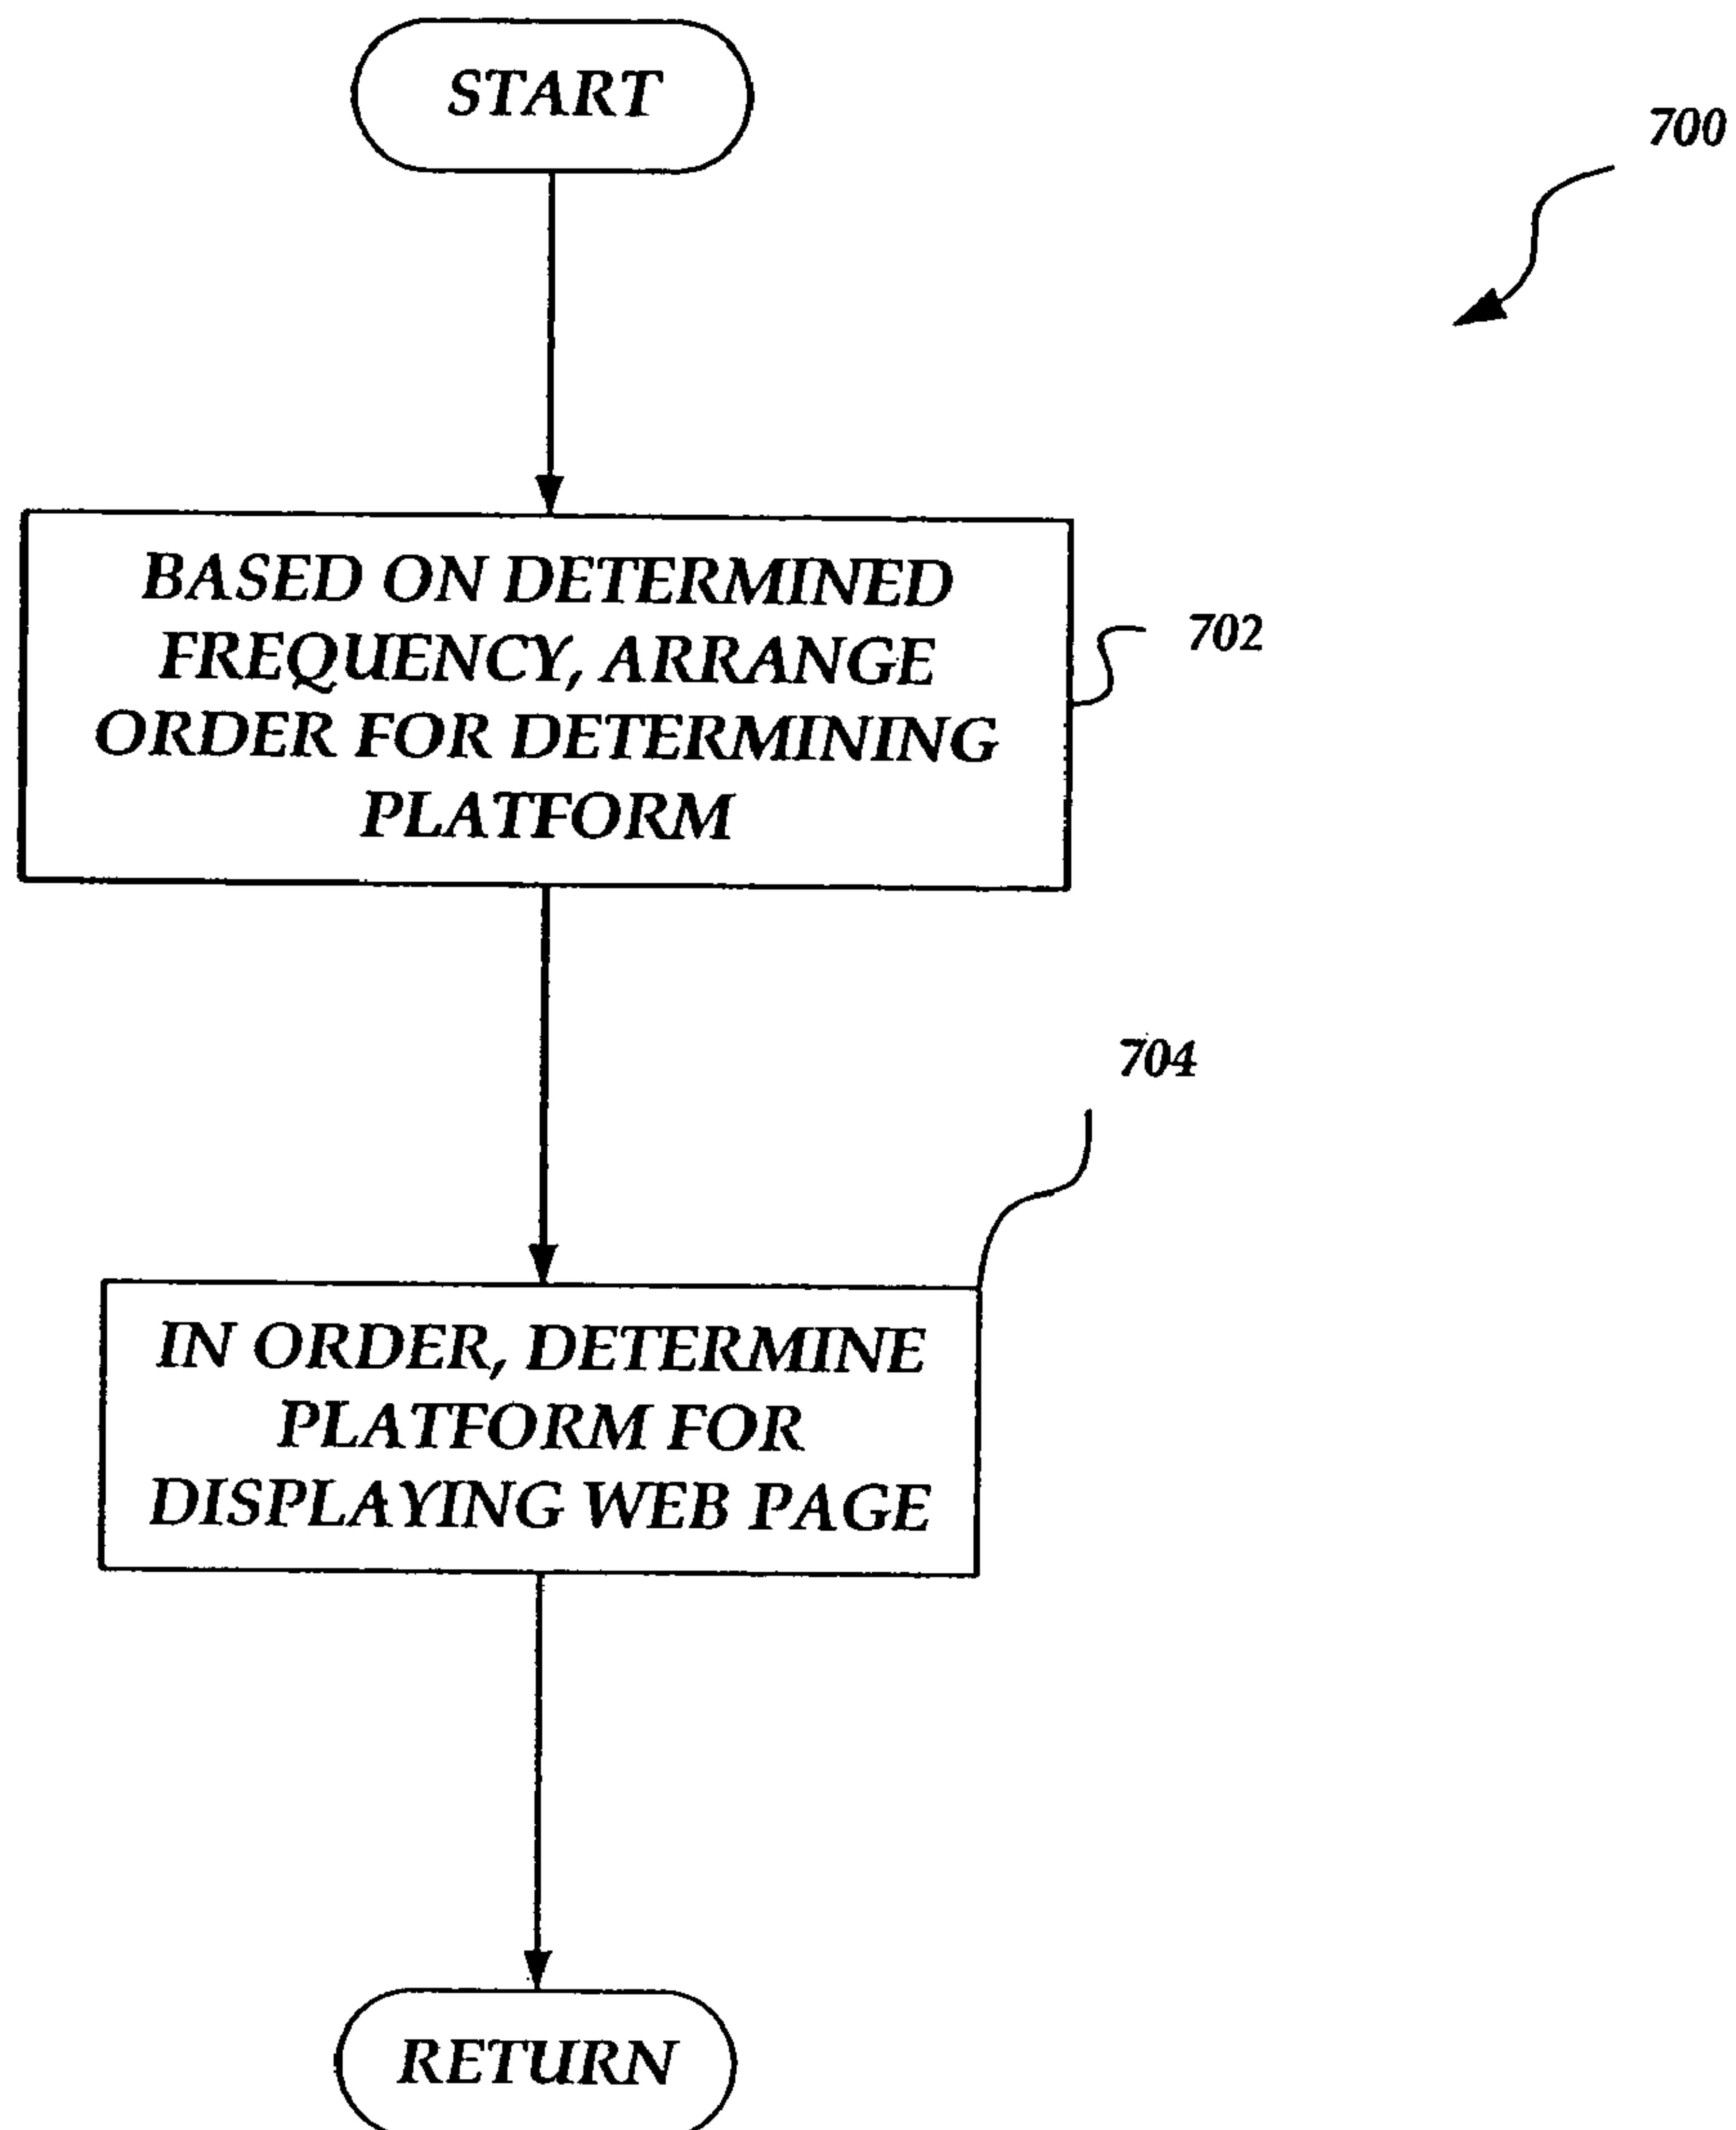 START
700
BASED ON DETERMINED
FREQUENCY, ARRANGE
ORDER FOR DETERMINING
PLATFORM
702
704
IN ORDER, DETERMINE
PLATFORM FOR
DISPLAYING WEB PAGE
RETURN